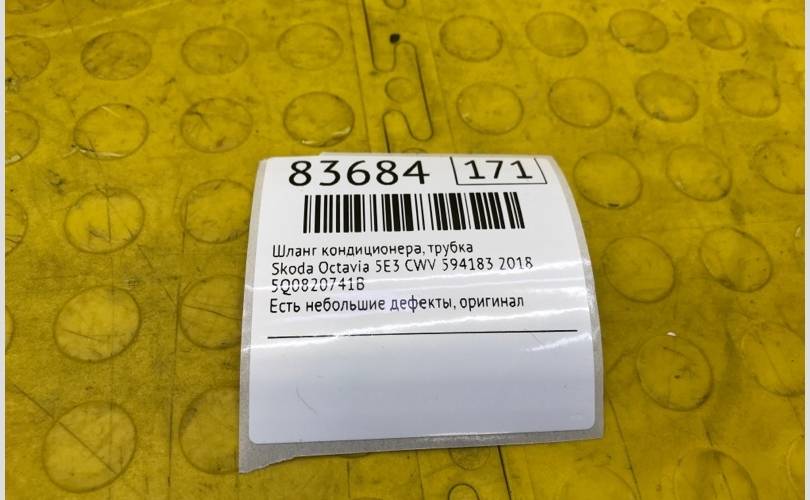 83684 171
Шланг кондиционера, трубка
Skoda Octavia 5E3 CWV 594183 2018
5Q0820741B
Есть небольшие дефекты, оригинал